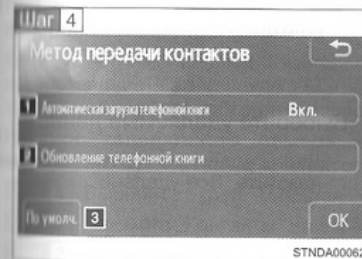 Шаг 4
Метод передачи контактов
1 Автоматическая загрузка телефонной книги Вкл.
2 Обновление телефонной книги
По умолч. 3 OK
STNDA00062